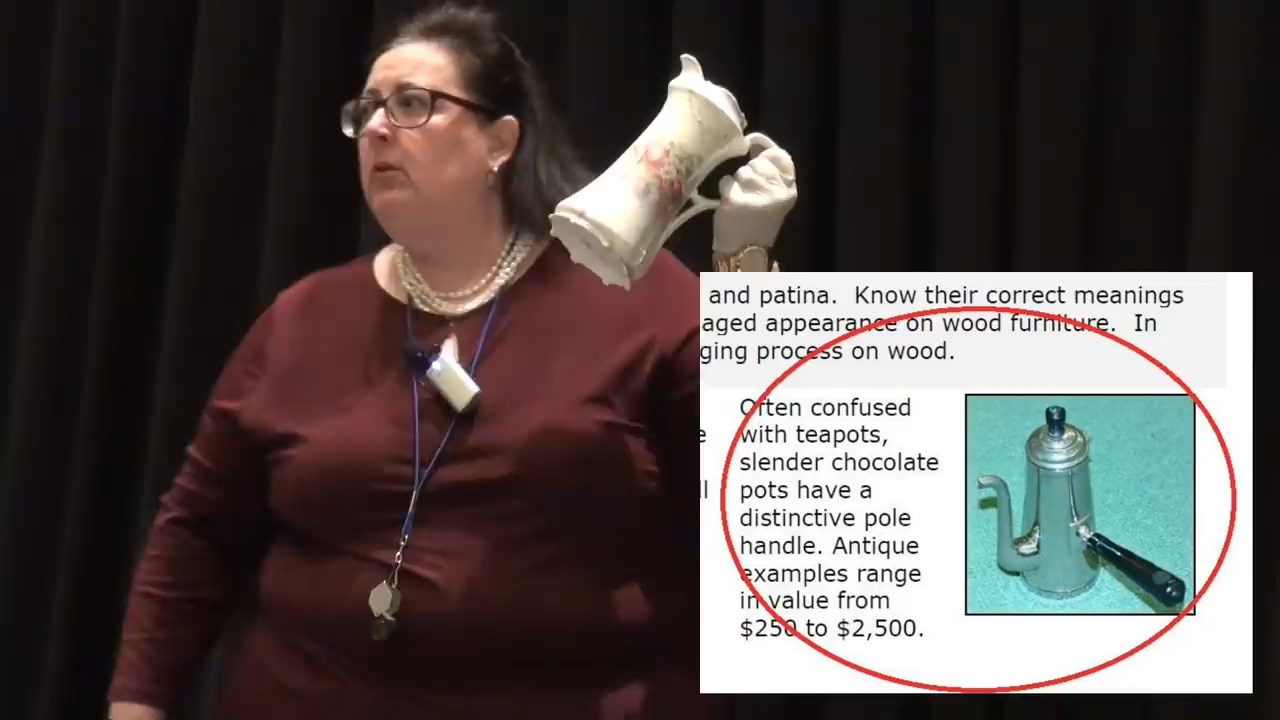 and patina.  Know their correct meanings
aged appearance on wood furniture.  In
ging process on wood.
Often confused
with teapots,
slender chocolate
pots have a
distinctive pole
handle. Antique
examples range
in value from
$250 to $2,500.